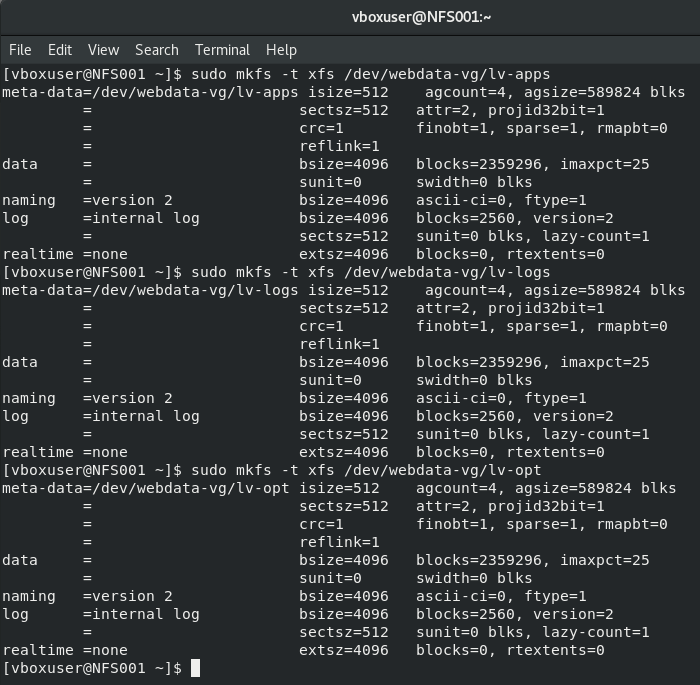 vboxuser@NFS001:~
File Edit View Search Terminal Help
[vboxuser@NFS001 ~]$ sudo mkfs -t xfs /dev/webdata-vg/lv-apps
meta-data=/dev/webdata-vg/lv-apps isize=512    agcount=4, agsize=589824 blks
         =                       sectsz=512   attr=2, projid32bit=1
         =                       crc=1        finobt=1, sparse=1, rmapbt=0
         =                       reflink=1
data     =                       bsize=4096   blocks=2359296, imaxpct=25
         =                       sunit=0      swidth=0 blks
naming   =version 2              bsize=4096   ascii-ci=0, ftype=1
log      =internal log           bsize=4096   blocks=2560, version=2
         =                       sectsz=512   sunit=0 blks, lazy-count=1
realtime =none                   extsz=4096   blocks=0, rtextents=0
[vboxuser@NFS001 ~]$ sudo mkfs -t xfs /dev/webdata-vg/lv-logs
meta-data=/dev/webdata-vg/lv-logs isize=512    agcount=4, agsize=589824 blks
         =                       sectsz=512   attr=2, projid32bit=1
         =                       crc=1        finobt=1, sparse=1, rmapbt=0
         =                       reflink=1
data     =                       bsize=4096   blocks=2359296, imaxpct=25
         =                       sunit=0      swidth=0 blks
naming   =version 2              bsize=4096   ascii-ci=0, ftype=1
log      =internal log           bsize=4096   blocks=2560, version=2
         =                       sectsz=512   sunit=0 blks, lazy-count=1
realtime =none                   extsz=4096   blocks=0, rtextents=0
[vboxuser@NFS001 ~]$ sudo mkfs -t xfs /dev/webdata-vg/lv-opt
meta-data=/dev/webdata-vg/lv-opt isize=512    agcount=4, agsize=589824 blks
         =                       sectsz=512   attr=2, projid32bit=1
         =                       crc=1        finobt=1, sparse=1, rmapbt=0
         =                       reflink=1
data     =                       bsize=4096   blocks=2359296, imaxpct=25
         =                       sunit=0      swidth=0 blks
naming   =version 2              bsize=4096   ascii-ci=0, ftype=1
log      =internal log           bsize=4096   blocks=2560, version=2
         =                       sectsz=512   sunit=0 blks, lazy-count=1
realtime =none                   extsz=4096   blocks=0, rtextents=0
[vboxuser@NFS001 ~]$